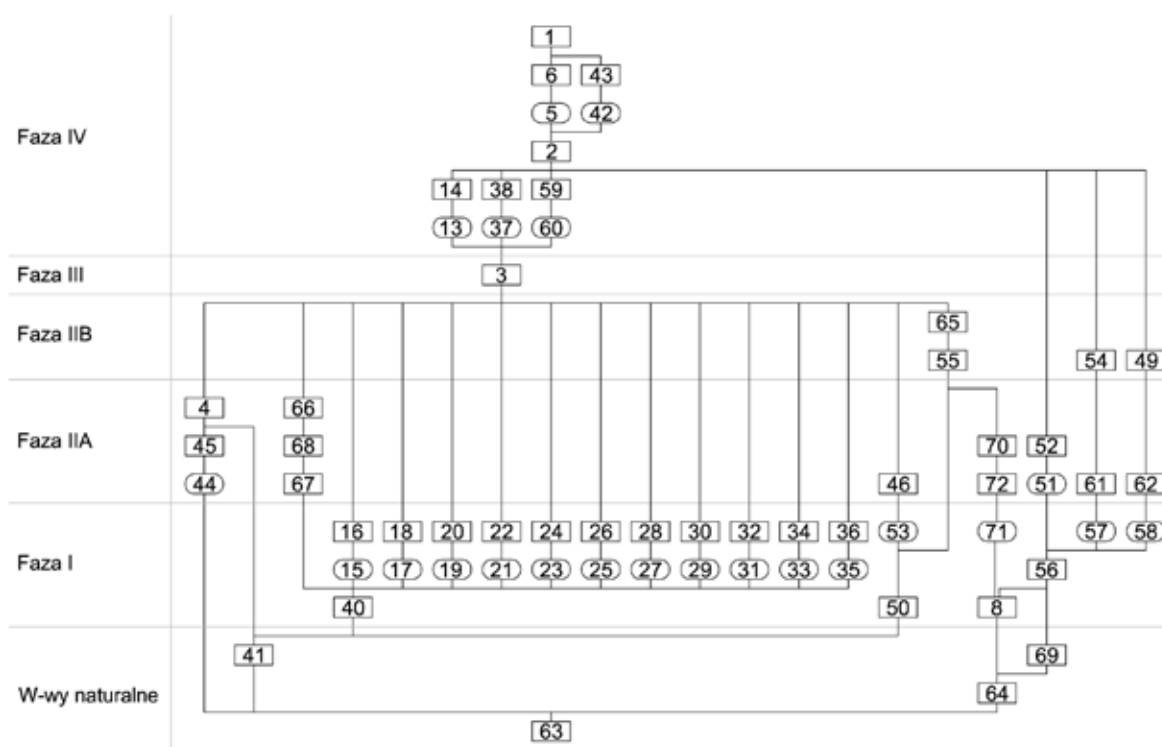 1
6 43
5 42
Faza IV
2
14 38 59
13 37 60
Faza III
3
65
Faza IIB
55 54 49
4 66
Faza IIA
45 68 70 52
44 67 46 72 51 61 62
16 18 20 22 24 26 28 30 32 34 36 53 71 57 58
Faza I
15 17 19 21 23 25 27 29 31 33 35 56
40 50 8
41 69
W-wy naturalne
64
63